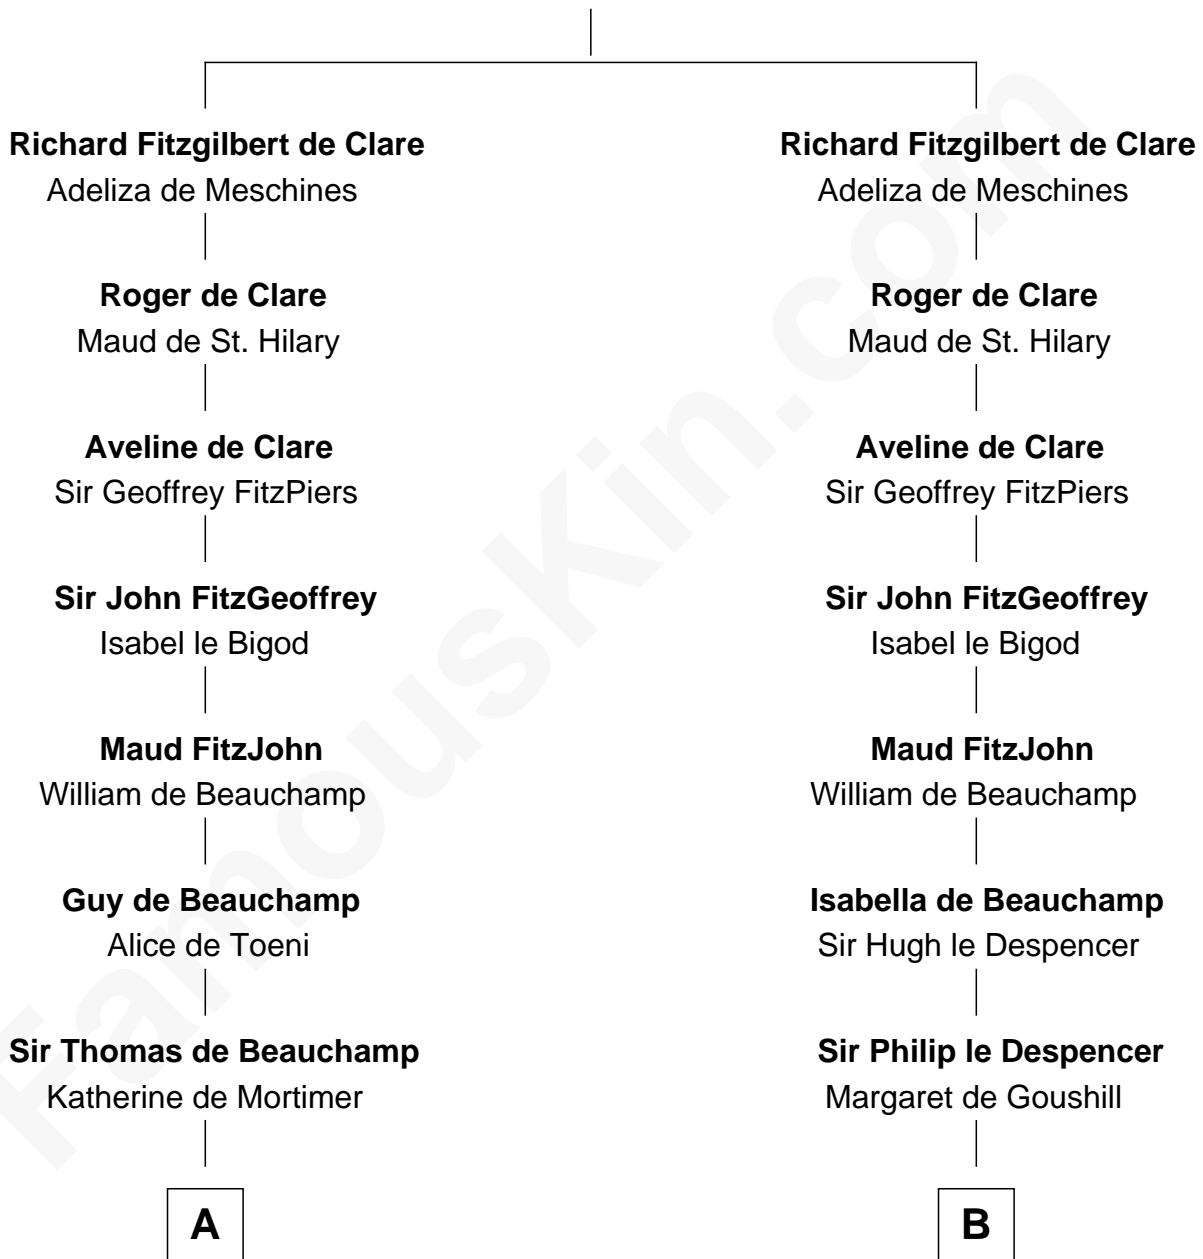 Richard Fitzgilbert de Clare
Adeliza de Meschines
Roger de Clare
Maud de St. Hilary
Aveline de Clare
Sir Geoffrey FitzPiers
Sir John FitzGeoffrey
Isabel le Bigod
Maud FitzJohn
William de Beauchamp
Guy de Beauchamp
Alice de Toeni
Sir Thomas de Beauchamp
Katherine de Mortimer
A
Richard Fitzgilbert de Clare
Adeliza de Meschines
Roger de Clare
Maud de St. Hilary
Aveline de Clare
Sir Geoffrey FitzPiers
Sir John FitzGeoffrey
Isabel le Bigod
Maud FitzJohn
William de Beauchamp
Isabella de Beauchamp
Sir Hugh le Despencer
Sir Philip le Despencer
Margaret de Goushill
B
FamousKin.com